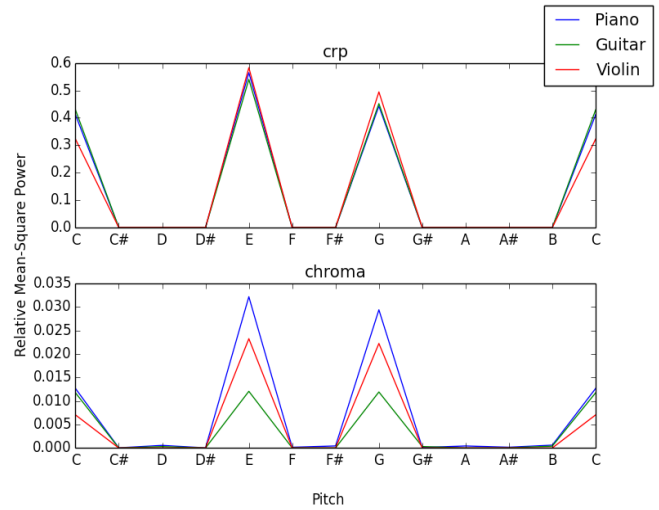 Piano
Guitar
Violin
crp
0.6
0.5
0.4
0.3
0.2
0.1
0.0
C C# D D# E F F# G G# A A# B C
Relative Mean-Square Power
chroma
0.035
0.030
0.025
0.020
0.015
0.010
0.005
0.000
C C# D D# E F F# G G# A A# B C
Pitch